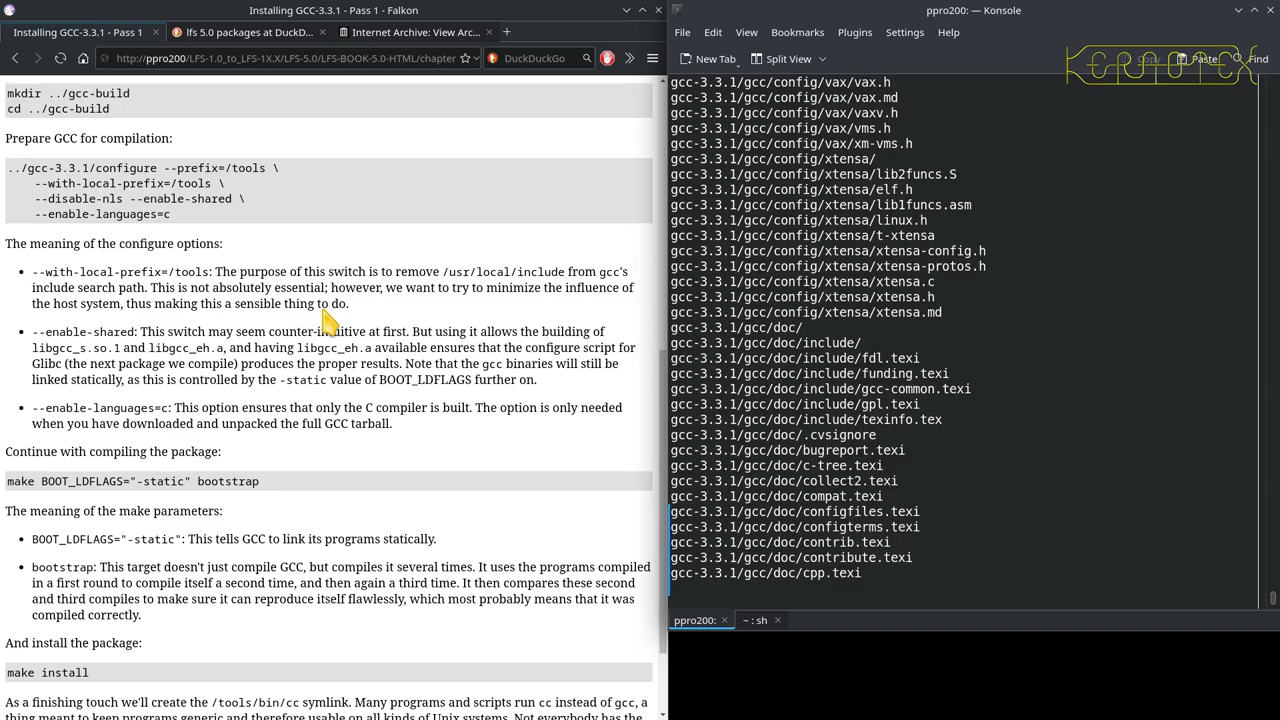 Installing GCC-3.3.1 - Pass 1 - Falkon
Installing GCC-3.3.1 - Pass 1
lfs 5.0 packages at DuckD...
Internet Archive: View Arc...
http://ppro200/LFS-1.0_to_LFS-1X.X/LFS-5.0/LFS-BOOK-5.0-HTML/chapter
DuckDuckGo
mkdir ../gcc-build
cd ../gcc-build
Prepare GCC for compilation:
../gcc-3.3.1/configure --prefix=/tools \
--with-local-prefix=/tools \
--disable-nls --enable-shared \
--enable-languages=c
The meaning of the configure options:
• --with-local-prefix=/tools: The purpose of this switch is to remove /usr/local/include from gcc's
include search path. This is not absolutely essential; however, we want to try to minimize the influence of
the host system, thus making this a sensible thing to do.
• --enable-shared: This switch may seem counter-intuitive at first. But using it allows the building of
libgcc_s.so.1 and libgcc_eh.a, and having libgcc_eh.a available ensures that the configure script for
Glibc (the next package we compile) produces the proper results. Note that the gcc binaries will still be
linked statically, as this is controlled by the -static value of BOOT_LDFLAGS further on.
• --enable-languages=c: This option ensures that only the C compiler is built. The option is only needed
when you have downloaded and unpacked the full GCC tarball.
Continue with compiling the package:
make BOOT_LDFLAGS="-static" bootstrap
The meaning of the make parameters:
• BOOT_LDFLAGS="-static": This tells GCC to link its programs statically.
• bootstrap: This target doesn't just compile GCC, but compiles it several times. It uses the programs compiled
in a first round to compile itself a second time, and then again a third time. It then compares these second
and third compiles to make sure it can reproduce itself flawlessly, which most probably means that it was
compiled correctly.
And install the package:
make install
As a finishing touch we'll create the /tools/bin/cc symlink. Many programs and scripts run cc instead of gcc, a
thing meant to keep programs generic and therefore usable on all kinds of Unix systems. Not everybody has the
ppro200: — Konsole
File Edit View Bookmarks Plugins Settings Help
New Tab Split View Copy Paste Find
gcc-3.3.1/gcc/config/vax/vax.h
gcc-3.3.1/gcc/config/vax/vax.md
gcc-3.3.1/gcc/config/vax/vaxv.h
gcc-3.3.1/gcc/config/vax/vms.h
gcc-3.3.1/gcc/config/vax/xm-vms.h
gcc-3.3.1/gcc/config/xtensa/
gcc-3.3.1/gcc/config/xtensa/lib2funcs.S
gcc-3.3.1/gcc/config/xtensa/elf.h
gcc-3.3.1/gcc/config/xtensa/lib1funcs.asm
gcc-3.3.1/gcc/config/xtensa/linux.h
gcc-3.3.1/gcc/config/xtensa/t-xtensa
gcc-3.3.1/gcc/config/xtensa/xtensa-config.h
gcc-3.3.1/gcc/config/xtensa/xtensa-protos.h
gcc-3.3.1/gcc/config/xtensa/xtensa.c
gcc-3.3.1/gcc/config/xtensa/xtensa.h
gcc-3.3.1/gcc/config/xtensa/xtensa.md
gcc-3.3.1/gcc/doc/
gcc-3.3.1/gcc/doc/include/
gcc-3.3.1/gcc/doc/include/fdl.texi
gcc-3.3.1/gcc/doc/include/funding.texi
gcc-3.3.1/gcc/doc/include/gcc-common.texi
gcc-3.3.1/gcc/doc/include/gpl.texi
gcc-3.3.1/gcc/doc/include/texinfo.tex
gcc-3.3.1/gcc/doc/.cvsignore
gcc-3.3.1/gcc/doc/bugreport.texi
gcc-3.3.1/gcc/doc/c-tree.texi
gcc-3.3.1/gcc/doc/collect2.texi
gcc-3.3.1/gcc/doc/compat.texi
gcc-3.3.1/gcc/doc/configfiles.texi
gcc-3.3.1/gcc/doc/configterms.texi
gcc-3.3.1/gcc/doc/contrib.texi
gcc-3.3.1/gcc/doc/contribute.texi
gcc-3.3.1/gcc/doc/cpp.texi
ppro200:
~ : sh